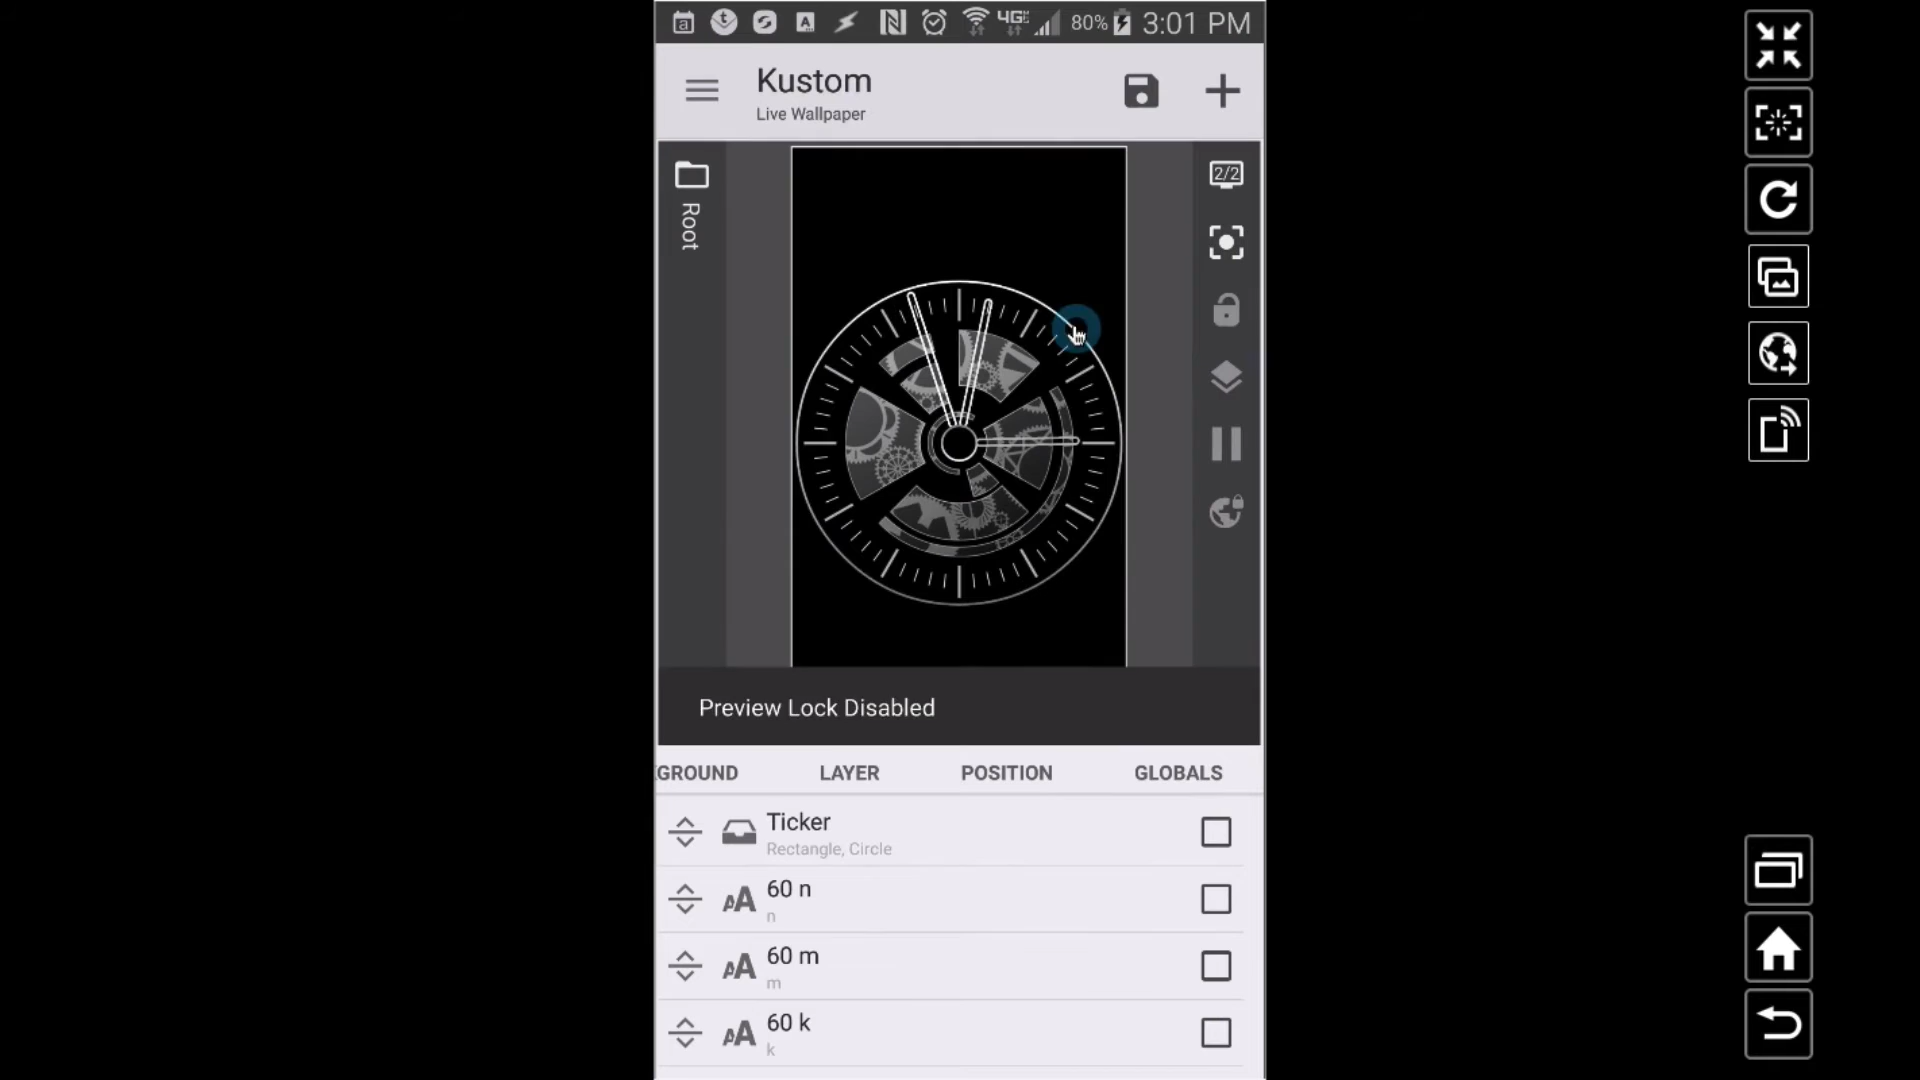 80% 3:01 PM
Kustom
Live Wallpaper
Root
2/2
Preview Lock Disabled
GROUND LAYER POSITION GLOBALS
Ticker
Rectangle, Circle
60 n
n
60 m
m
60 k
k